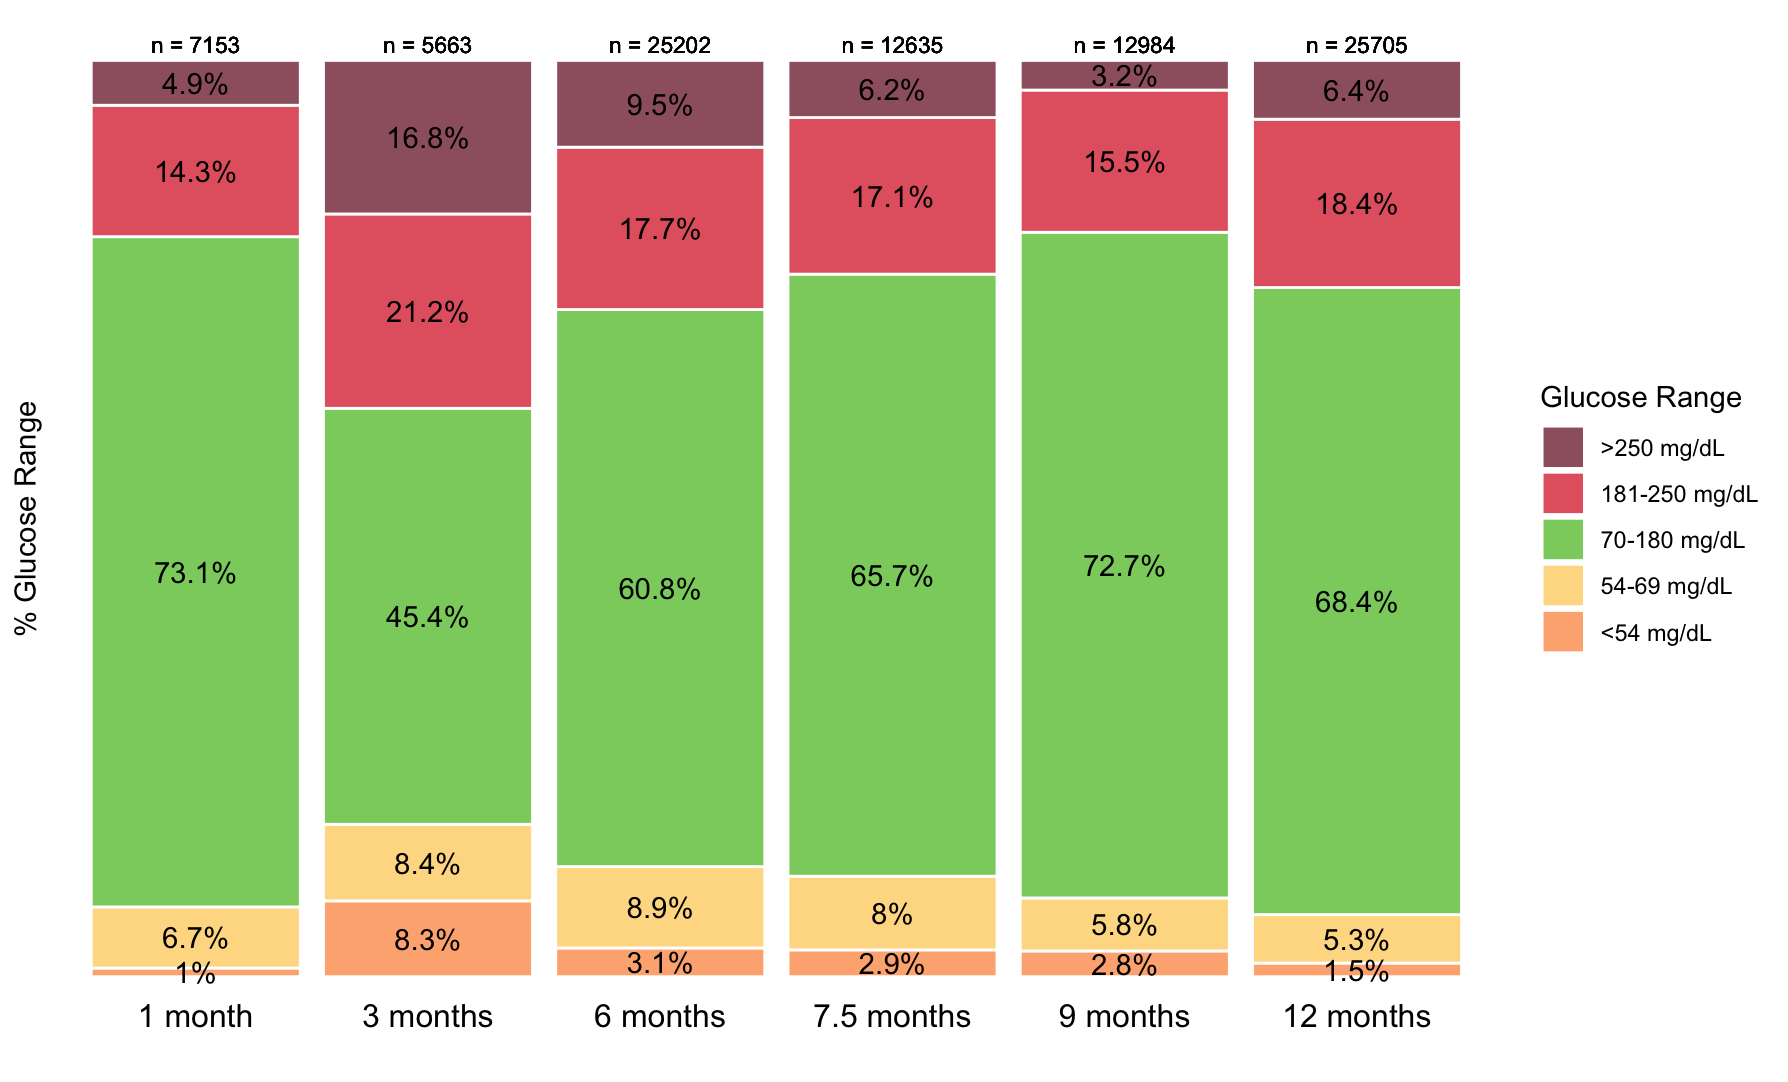 n = 7153
n = 5663
n = 25202
n = 12635
n = 12984
n = 25705
4.9%
16.8%
9.5%
6.2%
3.2%
6.4%
14.3%
21.2%
17.7%
17.1%
15.5%
18.4%
73.1%
45.4%
60.8%
65.7%
72.7%
68.4%
6.7%
8.4%
8.9%
8%
5.8%
5.3%
1%
8.3%
3.1%
2.9%
2.8%
1.5%
1 month
3 months
6 months
7.5 months
9 months
12 months
% Glucose Range
Glucose Range
>250 mg/dL
181-250 mg/dL
70-180 mg/dL
54-69 mg/dL
<54 mg/dL